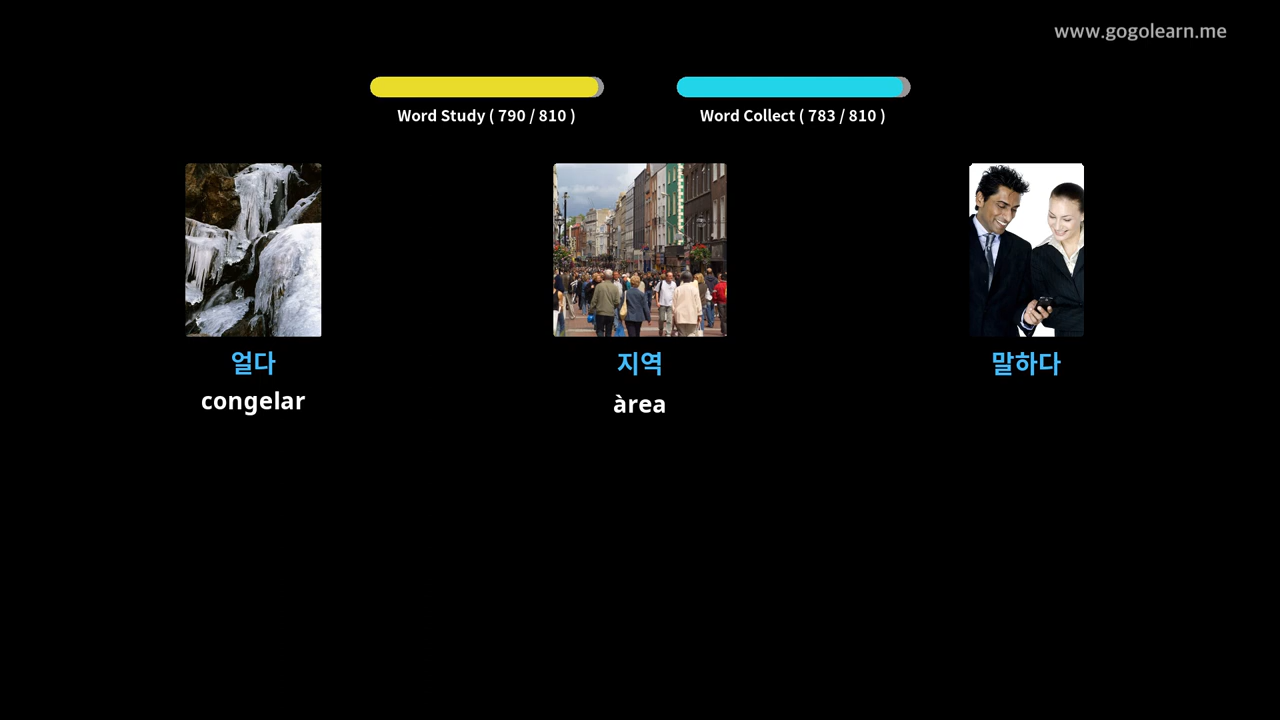 www.gogolearn.me
Word Study ( 790 / 810 )
Word Collect ( 783 / 810 )
얼다
congelar
지역
àrea
말하다